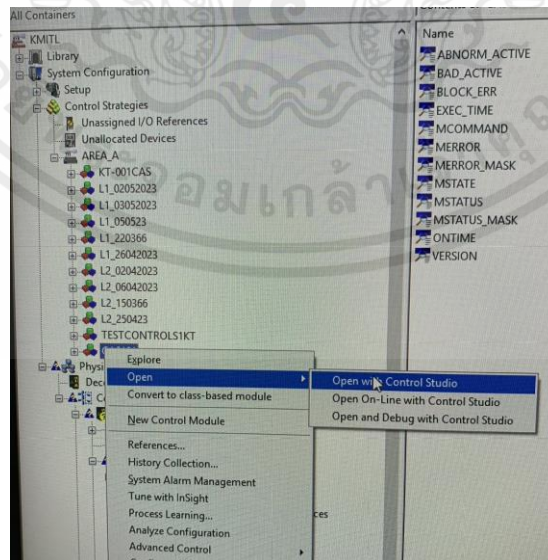 All Containers
KMITL
Library
System Configuration
Setup
Control Strategies
Unassigned I/O References
Unallocated Devices
AREA_A
KT-001CAS
L1_02052023
L1_03052023
L1_050523
L1_220366
L1_26042023
L2_02042023
L2_06042023
L2_150366
L2_250423
TESTCONTROLS1KT
Physi
Dec
Explore
Open
Convert to class-based module
New Control Module
References...
History Collection...
System Alarm Management
Tune with InSight
Process Learning...
Analyze Configuration
Advanced Control
Open with Control Studio
Open On-Line with Control Studio
Open and Debug with Control Studio
ces
Name
ABNORM_ACTIVE
BAD_ACTIVE
BLOCK_ERR
EXEC_TIME
MCOMMAND
MERROR
MERROR_MASK
MSTATE
MSTATUS
MSTATUS_MASK
ONTIME
VERSION